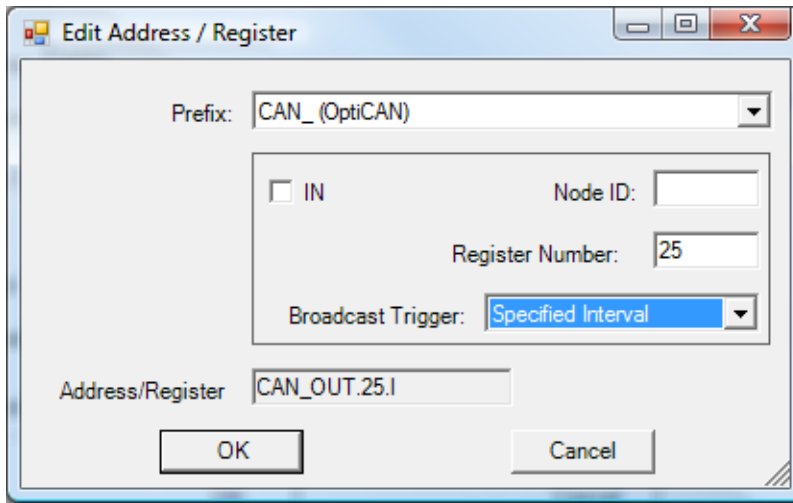 Edit Address / Register
Prefix: CAN_ (OptiCAN)
IN Node ID:
Register Number: 25
Broadcast Trigger: Specified Interval
Address/Register CAN_OUT.25.I
OK Cancel